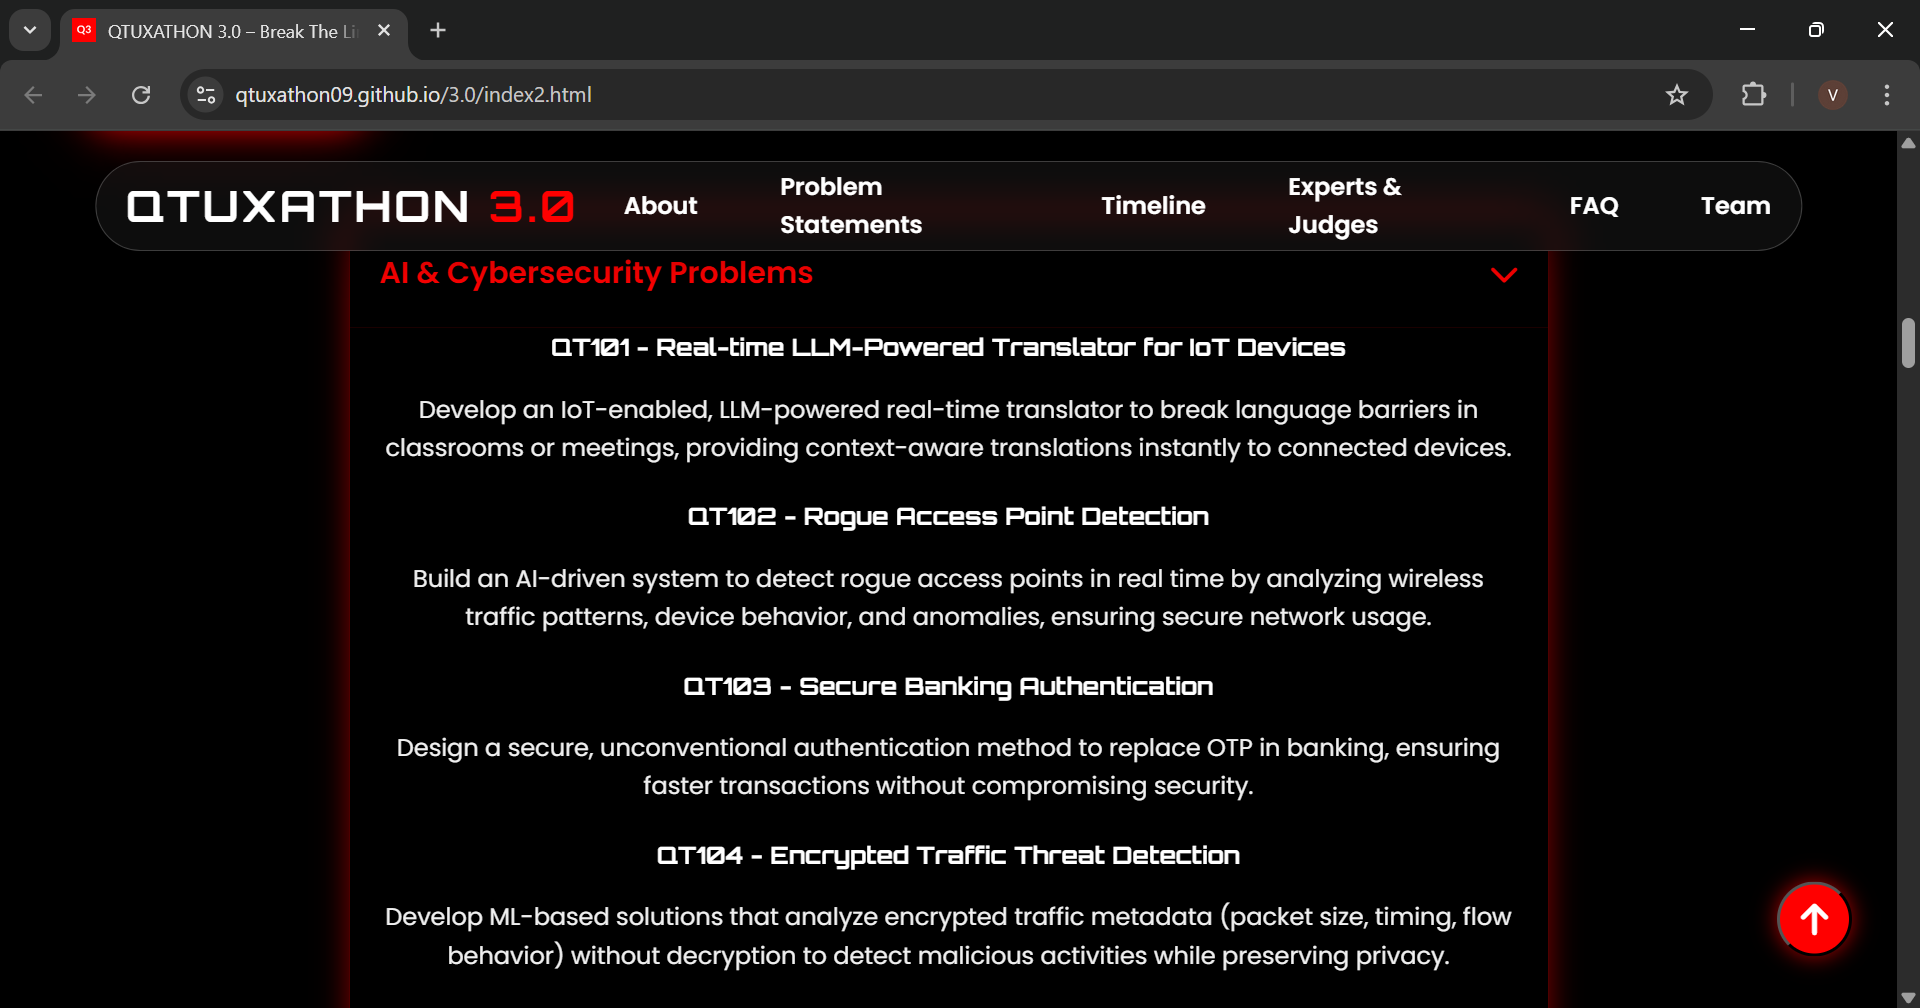 Q3 QTUXATHON 3.0 – Break The Li
qtuxathon09.github.io/3.0/index2.html
V
QTUXATHON 3.0
About
Problem
Statements
Timeline
Experts &
Judges
FAQ
Team
AI & Cybersecurity Problems
QT101 - Real-time LLM-Powered Translator for IoT Devices
Develop an IoT-enabled, LLM-powered real-time translator to break language barriers in
classrooms or meetings, providing context-aware translations instantly to connected devices.
QT102 - Rogue Access Point Detection
Build an AI-driven system to detect rogue access points in real time by analyzing wireless
traffic patterns, device behavior, and anomalies, ensuring secure network usage.
QT103 - Secure Banking Authentication
Design a secure, unconventional authentication method to replace OTP in banking, ensuring
faster transactions without compromising security.
QT104 - Encrypted Traffic Threat Detection
Develop ML-based solutions that analyze encrypted traffic metadata (packet size, timing, flow
behavior) without decryption to detect malicious activities while preserving privacy.